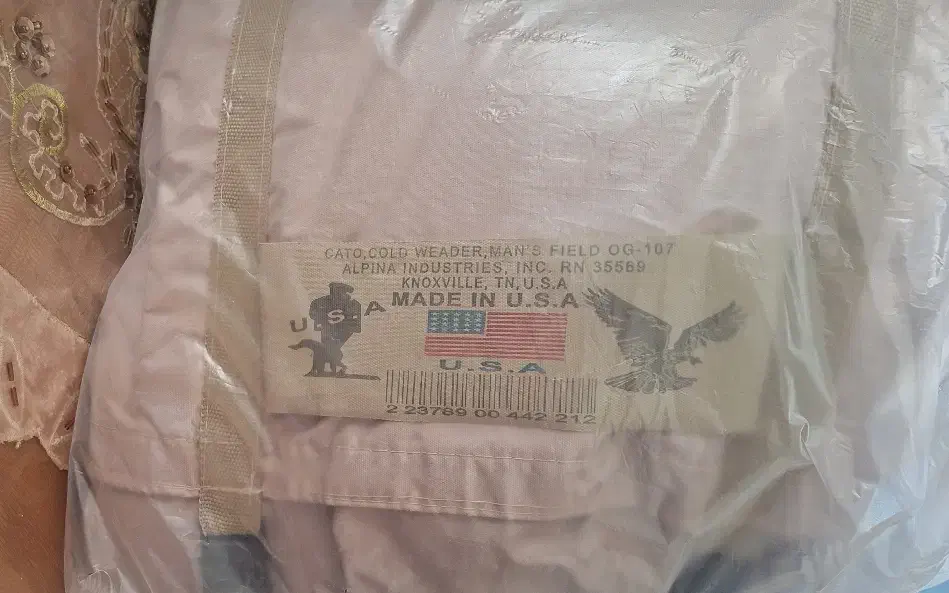 CATO,COLD WEADER,MAN'S FIELD OG-107
ALPINA INDUSTRIES, INC. RN 35569
KNOXVILLE, TN,U.S.A
MADE IN U.S.A
U.S.A
U.S.A
2 23769 00 442 212